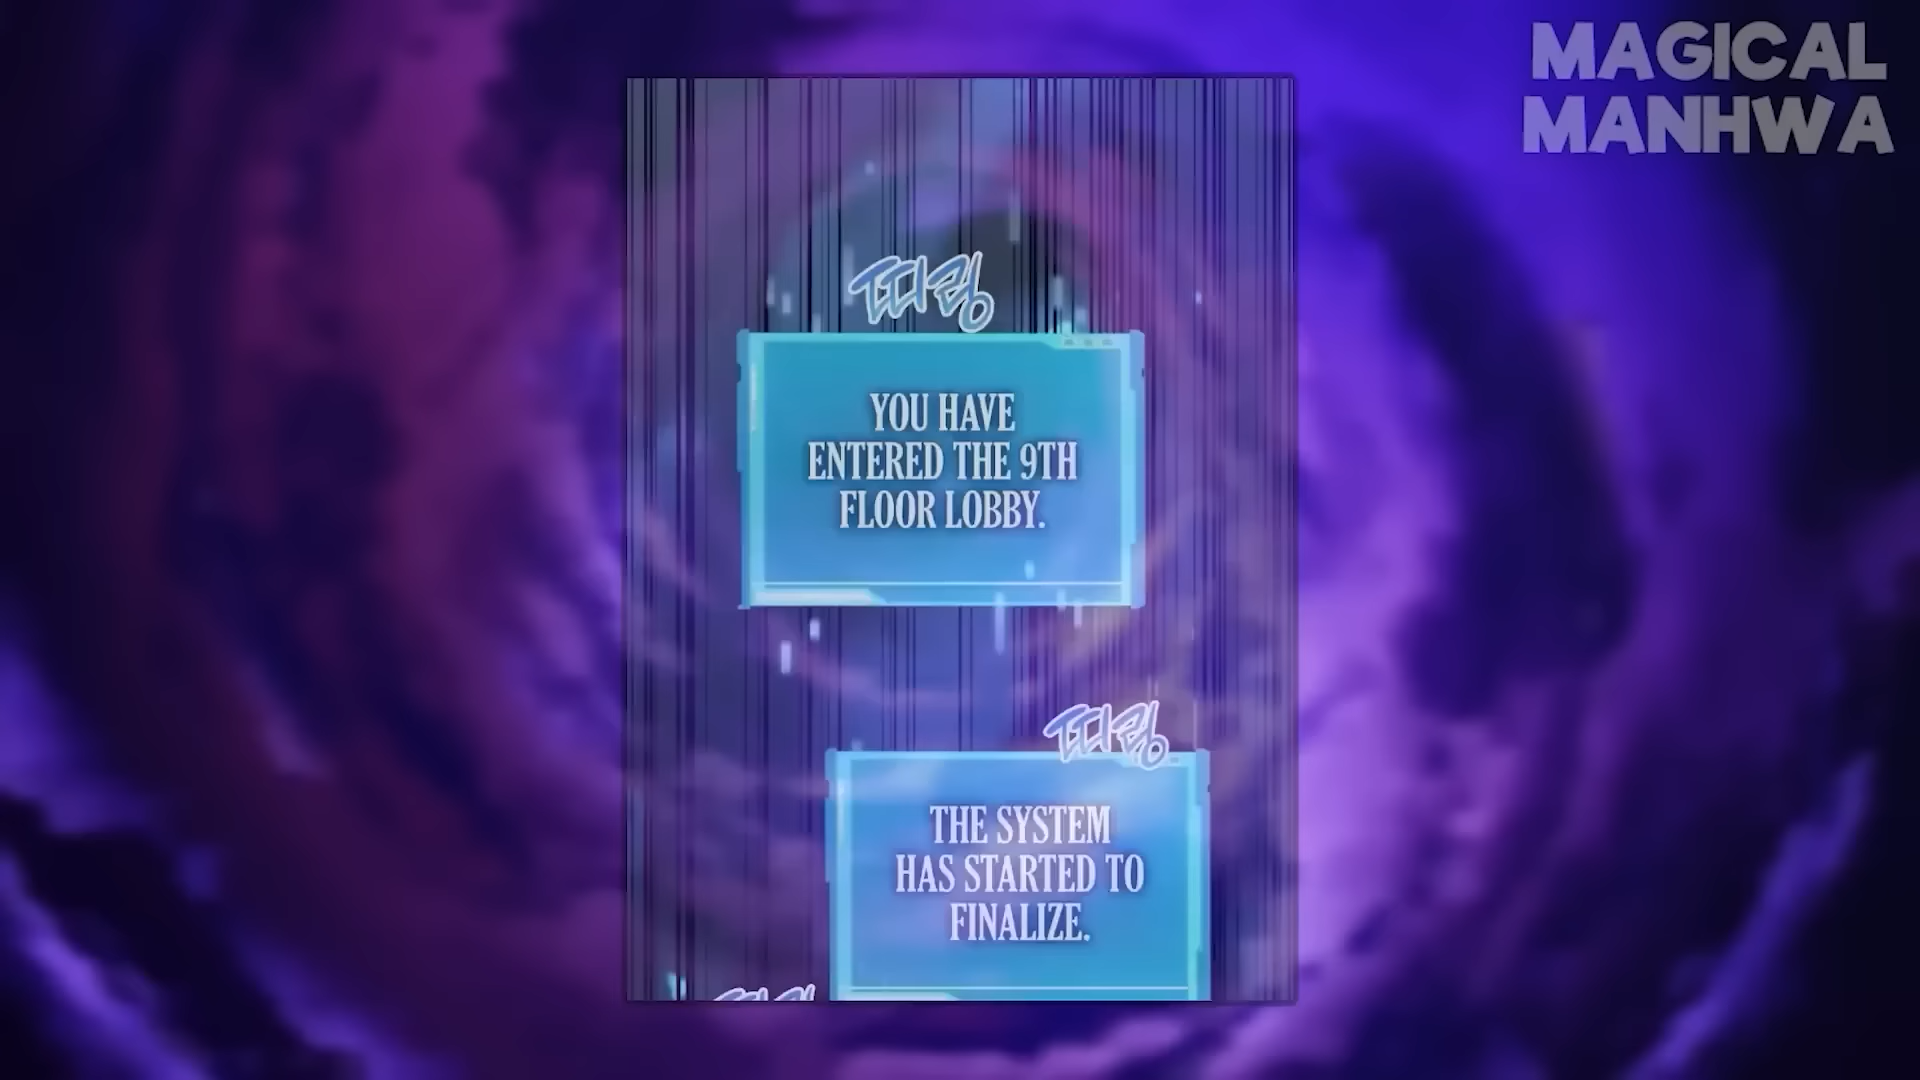 MAGICAL
MANHWA
띠링
YOU HAVE
ENTERED THE 9TH
FLOOR LOBBY.
띠링
THE SYSTEM
HAS STARTED TO
FINALIZE.